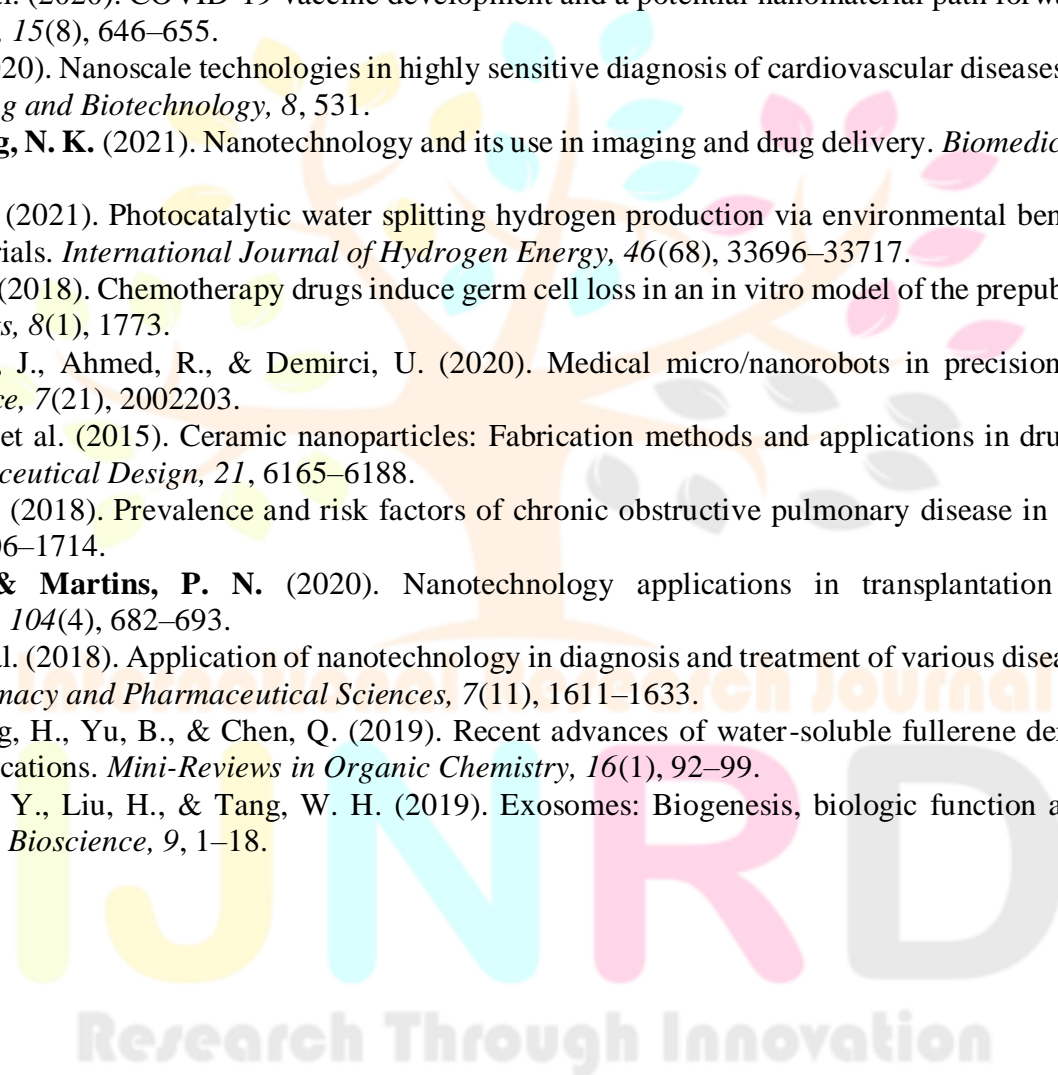 al. (2020). COVID-19 vaccine development and a potential nanomaterial path forwa
, 15(8), 646–655.
020). Nanoscale technologies in highly sensitive diagnosis of cardiovascular diseases
g and Biotechnology, 8, 531.
g, N. K. (2021). Nanotechnology and its use in imaging and drug delivery. Biomedic
(2021). Photocatalytic water splitting hydrogen production via environmental ben
rials. International Journal of Hydrogen Energy, 46(68), 33696–33717.
(2018). Chemotherapy drugs induce germ cell loss in an in vitro model of the prepub
s, 8(1), 1773.
, J., Ahmed, R., & Demirci, U. (2020). Medical micro/nanorobots in precision
ce, 7(21), 2002203.
et al. (2015). Ceramic nanoparticles: Fabrication methods and applications in dru
ceutical Design, 21, 6165–6188.
(2018). Prevalence and risk factors of chronic obstructive pulmonary disease in
06–1714.
& Martins, P. N. (2020). Nanotechnology applications in transplantation
104(4), 682–693.
al. (2018). Application of nanotechnology in diagnosis and treatment of various disea
macy and Pharmaceutical Sciences, 7(11), 1611–1633.
International Research Journal
g, H., Yu, B., & Chen, Q. (2019). Recent advances of water-soluble fullerene der
ications. Mini-Reviews in Organic Chemistry, 16(1), 92–99.
Y., Liu, H., & Tang, W. H. (2019). Exosomes: Biogenesis, biologic function a
Bioscience, 9, 1–18.
IJNRD
Research Through Innovation